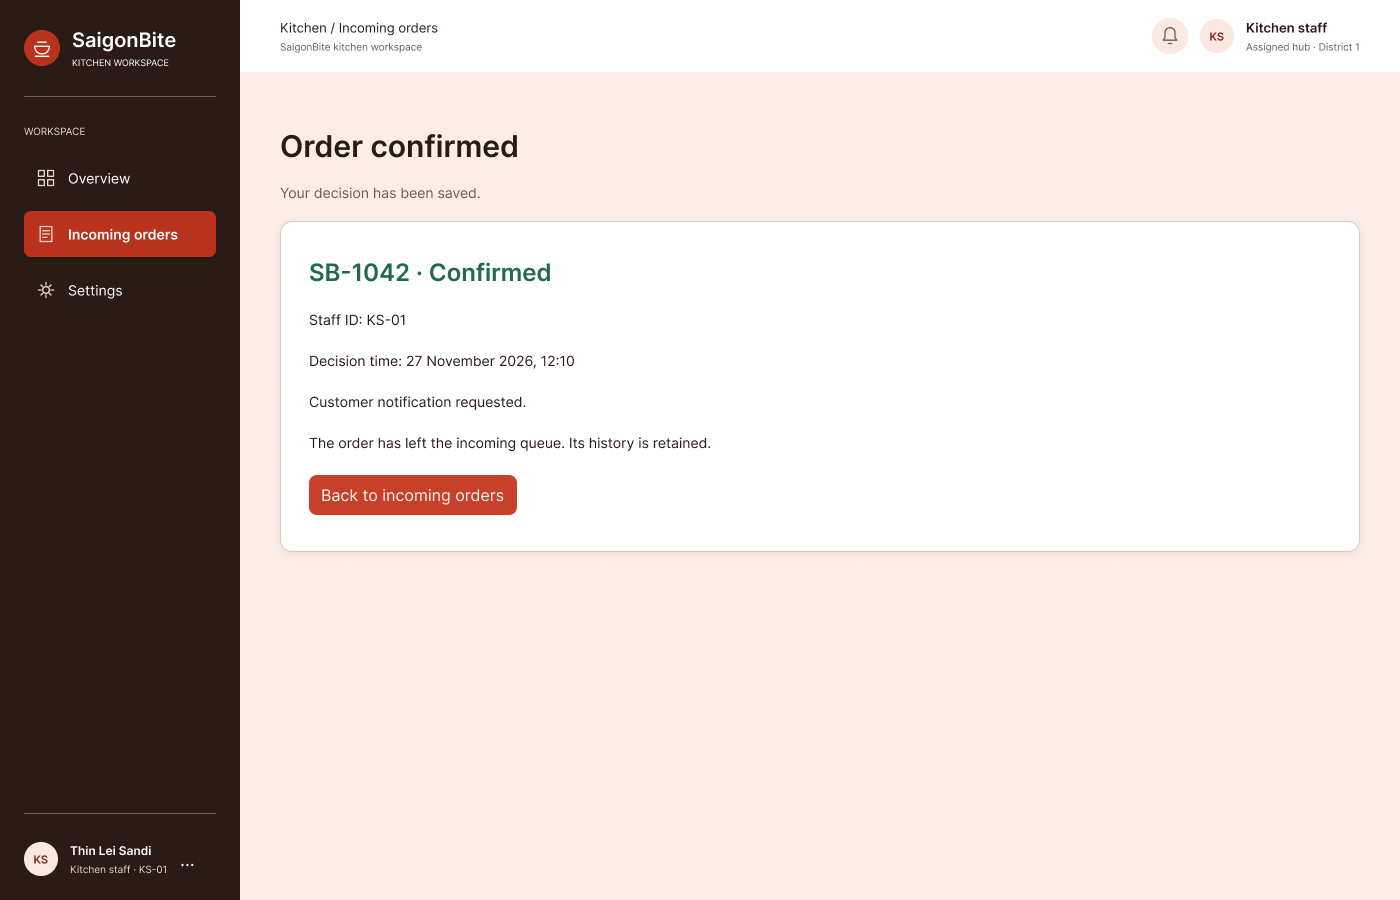 SaigonBite
KITCHEN WORKSPACE
WORKSPACE
Overview
Incoming orders
Settings
KS
Thin Lei Sandi
Kitchen staff · KS-01
...
Kitchen / Incoming orders
SaigonBite kitchen workspace
KS
Kitchen staff
Assigned hub · District 1
Order confirmed
Your decision has been saved.
SB-1042 · Confirmed
Staff ID: KS-01
Decision time: 27 November 2026, 12:10
Customer notification requested.
The order has left the incoming queue. Its history is retained.
Back to incoming orders